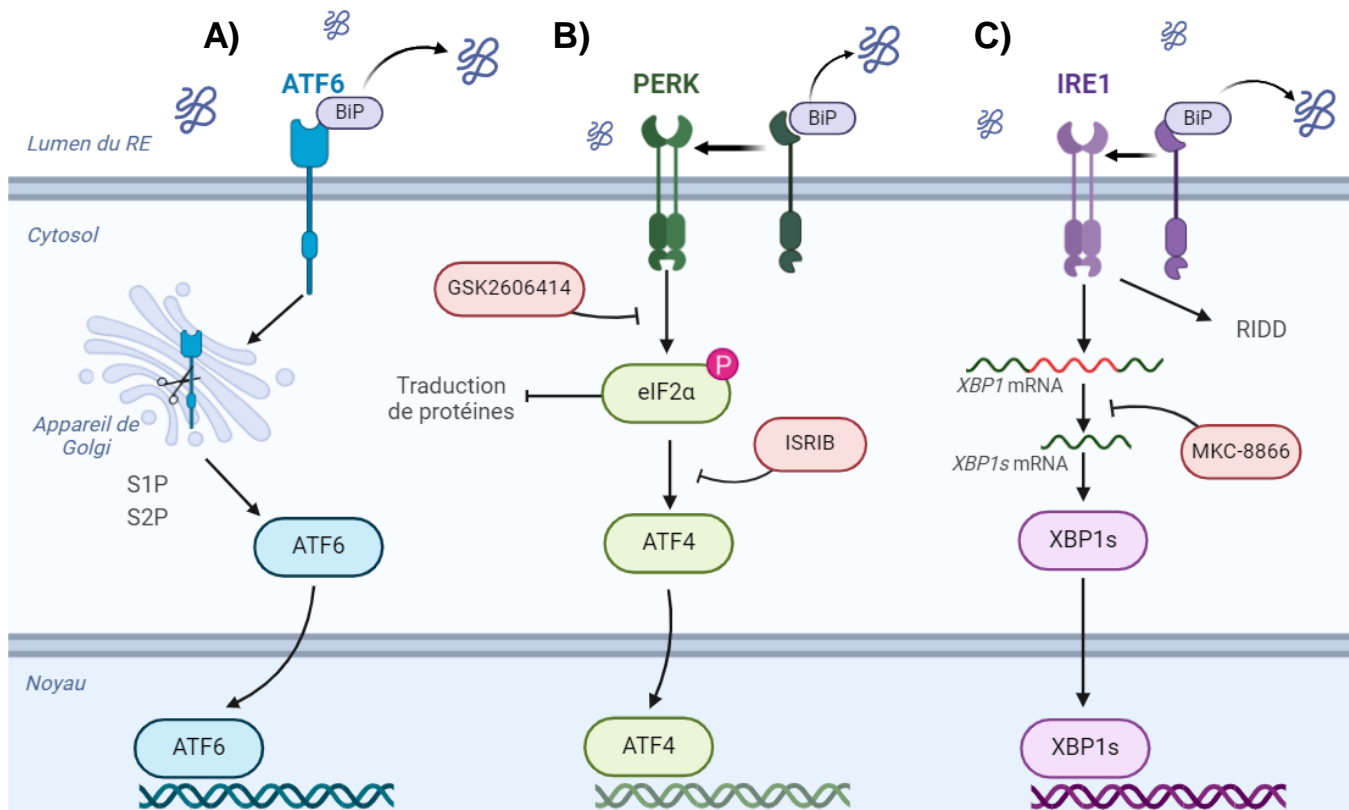 A)
B)
C)
ATF6
PERK
IRE1
BiP
BiP
BiP
Lumen du RE
Cytosol
GSK2606414
RIDD
P
XBP1 mRNA
Traduction
de protéines
eIF2α
Appareil de
Golgi
ISRIB
MKC-8866
XBP1s mRNA
S1P
S2P
ATF6
ATF4
XBP1s
Noyau
ATF6
ATF4
XBP1s